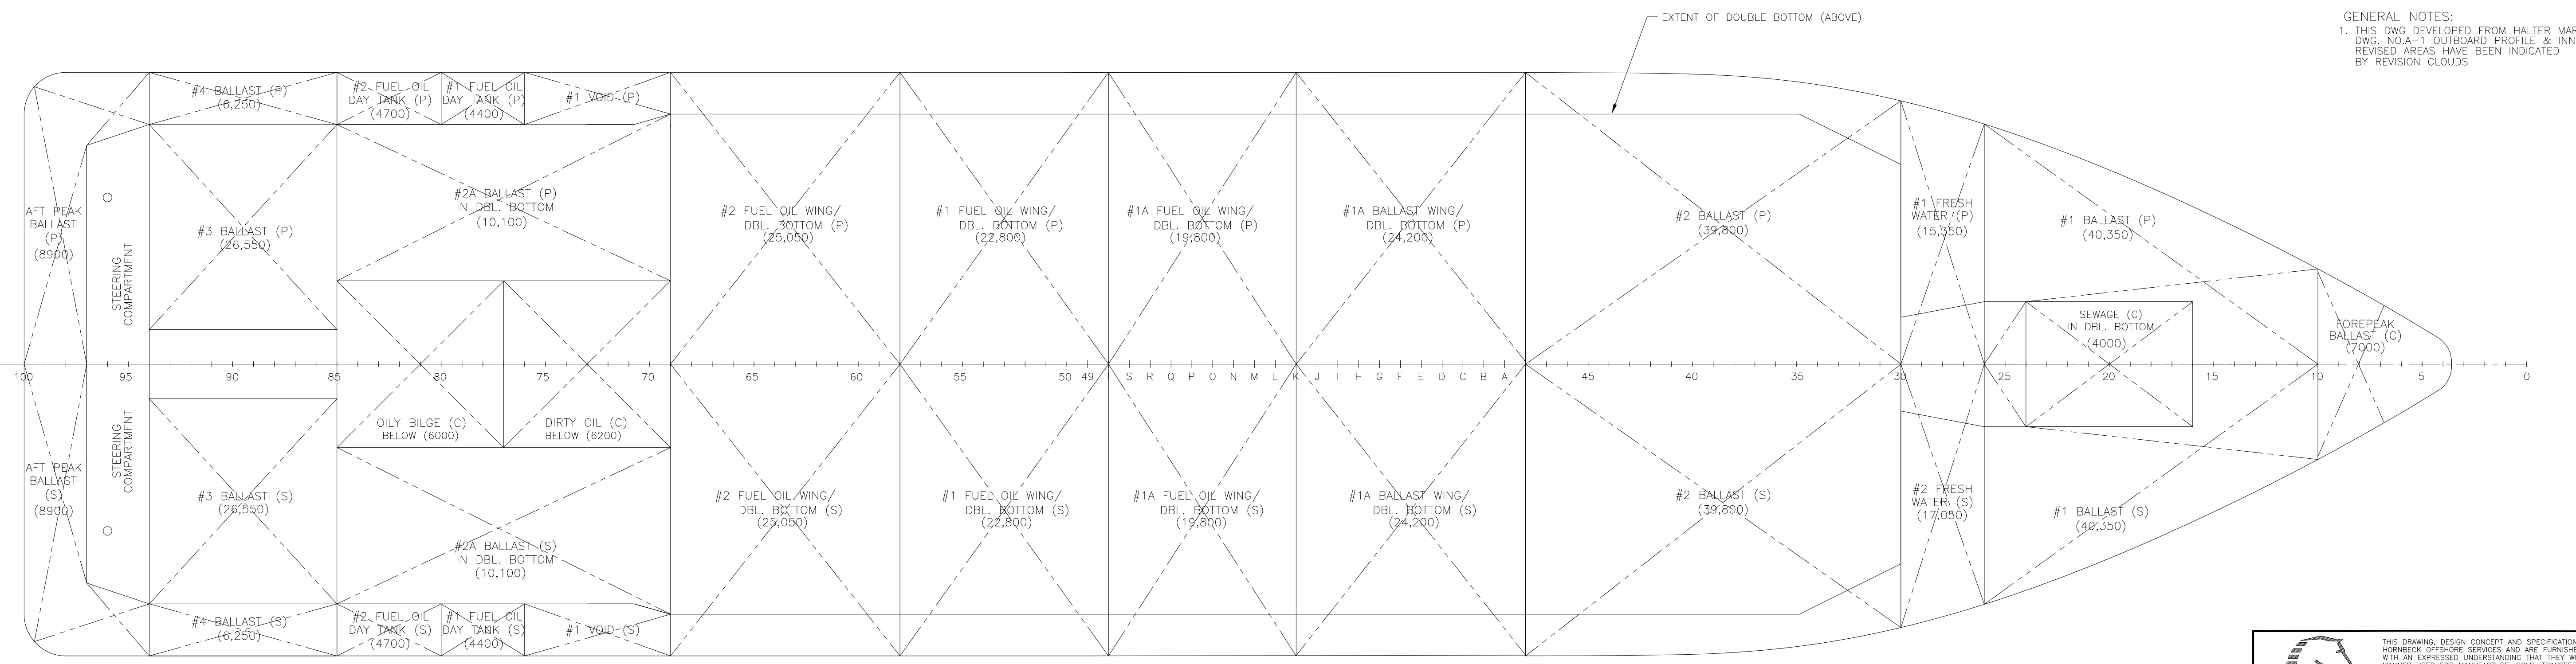 EXTENT OF DOUBLE BOTTOM (ABOVE)
GENERAL NOTES:
1. THIS DWG DEVELOPED FROM HALTER
DWG. NO.A-1 OUTBOARD PROFILE &
REVISED AREAS HAVE BEEN INDICATED
BY REVISION CLOUDS
#4 BALLAST (P)
(6,250)
#2 FUEL OIL
DAY TANK (P)
(4700)
#1 FUEL OIL
DAY TANK (P)
(4400)
#1 VOID (P)
AFT PEAK
BALLAST
(P)
(8900)
STEERING
COMPARTMENT
#3 BALLAST (P)
(26,550)
#2A BALLAST (P)
IN DBL. BOTTOM
(10,100)
#2 FUEL OIL WING/
DBL. BOTTOM (P)
(25,050)
#1 FUEL OIL WING/
DBL. BOTTOM (P)
(22,800)
#1A FUEL OIL WING/
DBL. BOTTOM (P)
(19,800)
#1A BALLAST WING/
DBL. BOTTOM (P)
(24,200)
#2 BALLAST (P)
(39,800)
#1 FRESH
WATER (P)
(15,350)
#1 BALLAST (P)
(40,350)
SEWAGE (C)
IN DBL. BOTTOM
(4000)
FOREPEAK
BALLAST (C)
(7000)
100 95 90 85 80 75 70 65 60 55 50 49 T S R Q P O N M L K J I H G F E D C B A 45 40 35 30 25 20 15 10 5 0
OILY BILGE (C)
BELOW (6000)
DIRTY OIL (C)
BELOW (6200)
AFT PEAK
BALLAST
(S)
(8900)
STEERING
COMPARTMENT
#3 BALLAST (S)
(26,550)
#2A BALLAST (S)
IN DBL. BOTTOM
(10,100)
#2 FUEL OIL WING/
DBL. BOTTOM (S)
(25,050)
#1 FUEL OIL WING/
DBL. BOTTOM (S)
(22,800)
#1A FUEL OIL WING/
DBL. BOTTOM (S)
(19,800)
#1A BALLAST WING/
DBL. BOTTOM (S)
(24,200)
#2 BALLAST (S)
(39,800)
#2 FRESH
WATER (S)
(17,050)
#1 BALLAST (S)
(40,350)
#4 BALLAST (S)
(6,250)
#2 FUEL OIL
DAY TANK (S)
(4700)
#1 FUEL OIL
DAY TANK (S)
(4400)
#1 VOID (S)
THIS DRAWING, DESIGN CONCEPT AND
HORNBECK OFFSHORE SERVICES AND ARE
WITH AN EXPRESSED UNDERSTANDING THAT THEY